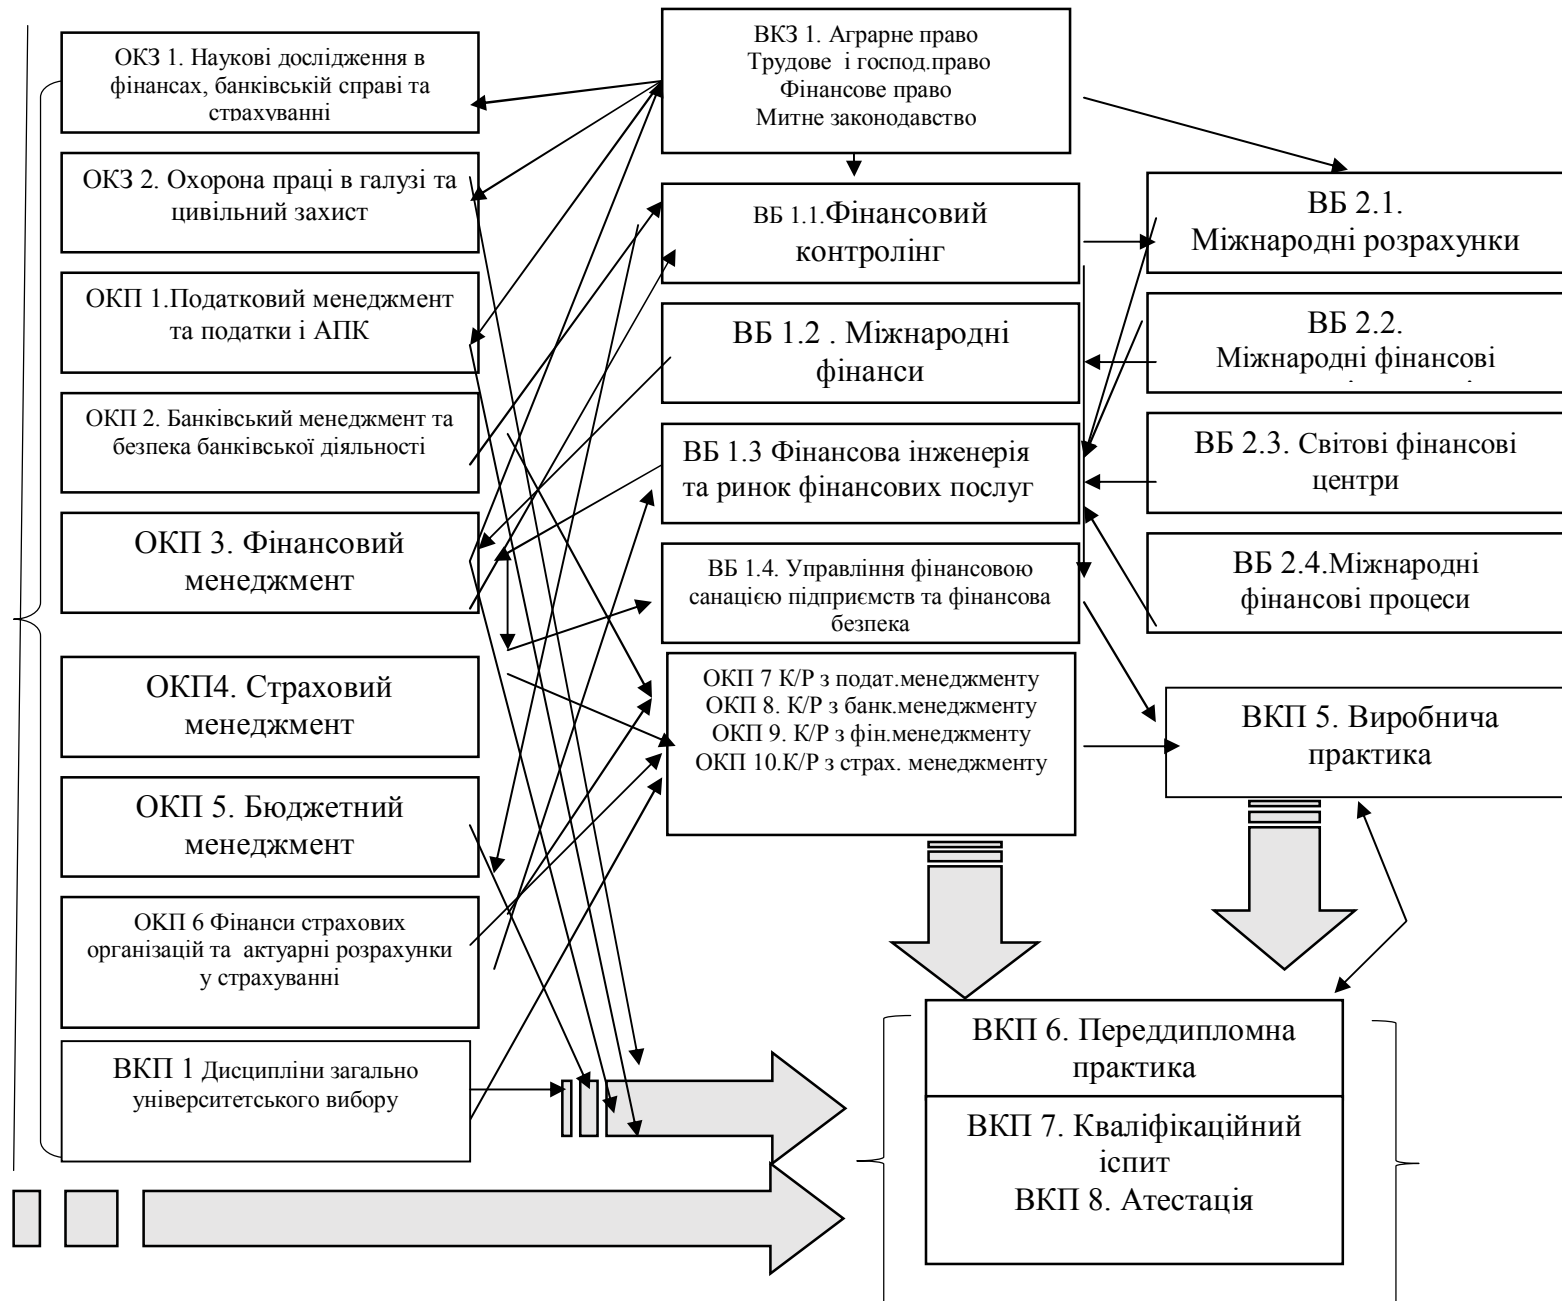 ОКЗ 1. Наукові дослідження в
фінансах, банківській справі та
страхуванні
ОКЗ 2. Охорона праці в галузі та
цивільний захист
ОКП 1.Податковий менеджмент
та податки і АПК
ОКП 2. Банківський менеджмент та
безпека банківської діяльності
ОКП 3. Фінансовий
менеджмент
ОКП4. Страховий
менеджмент
ОКП 5. Бюджетний
менеджмент
ОКП 6 Фінанси страхових
організацій та актуарні розрахунки
у страхуванні
ВКП 1 Дисципліни загально
університетського вибору
ВКЗ 1. Аграрне право
Трудове і господ.право
Фінансове право
Митне законодавство
ВБ 1.1.Фінансовий
контролінг
ВБ 1.2 . Міжнародні
фінанси
ВБ 1.3 Фінансова інженерія
та ринок фінансових послуг
ВБ 1.4. Управління фінансовою
санацією підприємств та фінансова
безпека
ОКП 7 К/Р з подат.менеджменту
ОКП 8. К/Р з банк.менеджменту
ОКП 9. К/Р з фін.менеджменту
ОКП 10.К/Р з страх. менеджменту
ВБ 2.1.
Міжнародні розрахунки
ВБ 2.2.
Міжнародні фінансові
ВБ 2.3. Світові фінансові
центри
ВБ 2.4.Міжнародні
фінансові процеси
ВКП 5. Виробнича
практика
ВКП 6. Переддипломна
практика
ВКП 7. Кваліфікаційний
іспит
ВКП 8. Атестація